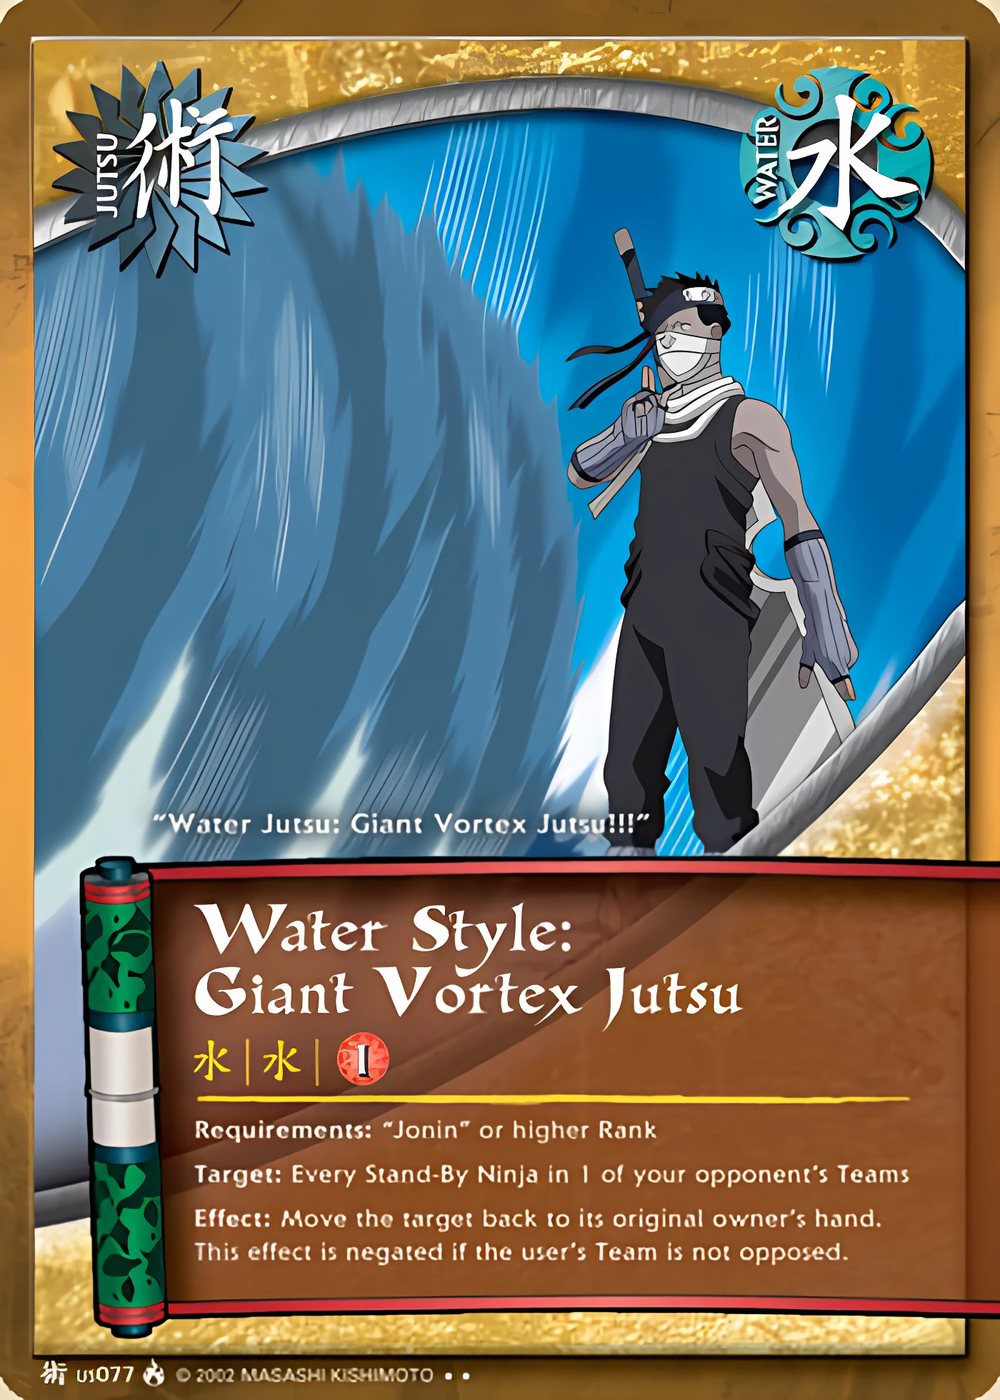 JUTSU 術
WATER 水
"Water Jutsu: Giant Vortex Jutsu!!!"
Water Style:
Giant Vortex Jutsu
水 | 水 | 1
Requirements: "Jonin" or higher Rank
Target: Every Stand-By Ninja in 1 of your opponent's Teams
Effect: Move the target back to its original owner's hand.
This effect is negated if the user's Team is not opposed.
術 U1077 © 2002 MASASHI KISHIMOTO